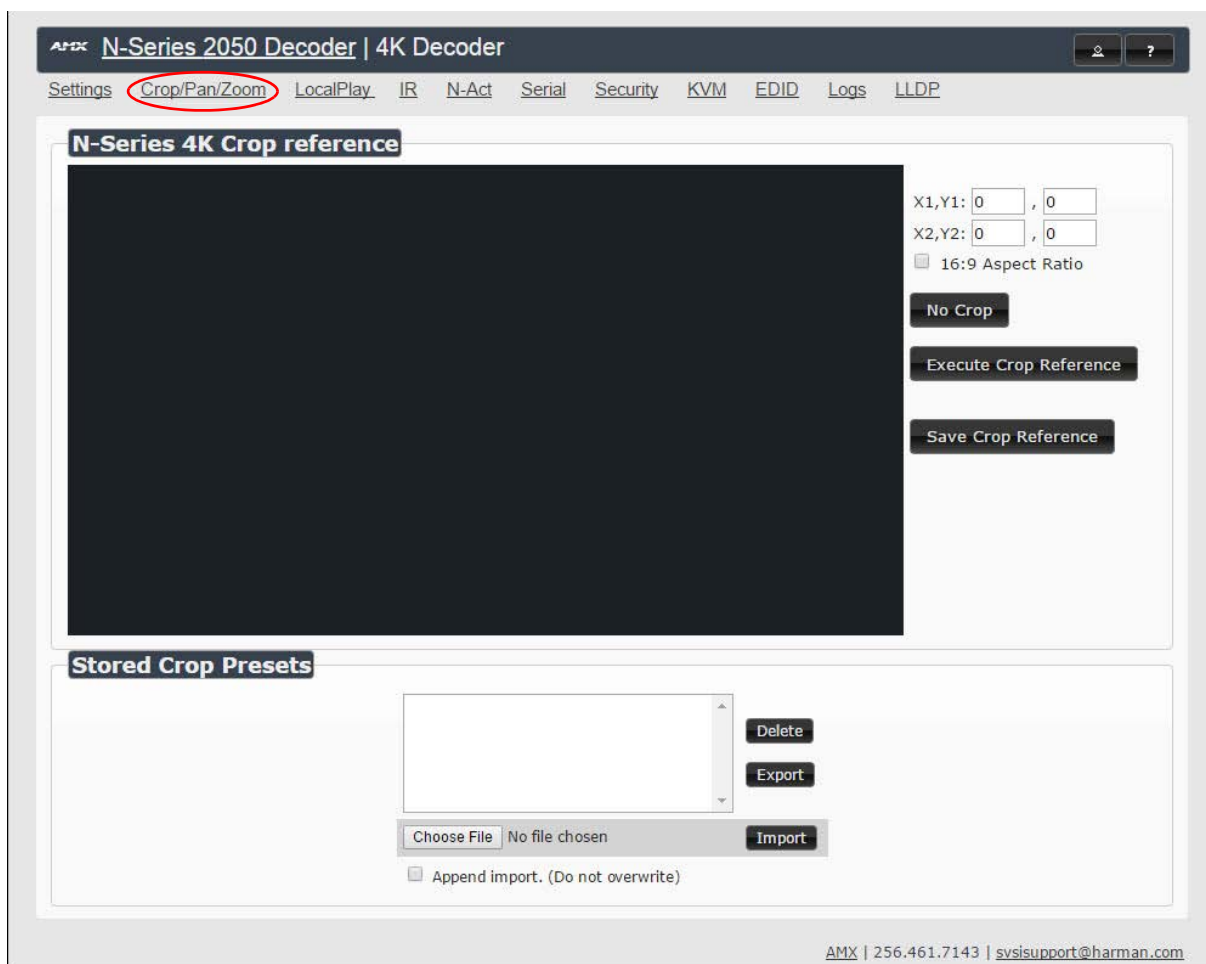 AMX N-Series 2050 Decoder | 4K Decoder ?
Settings Crop/Pan/Zoom LocalPlay IR N-Act Serial Security KVM EDID Logs LLDP
N-Series 4K Crop reference
X1,Y1: 0 , 0
X2,Y2: 0 , 0
16:9 Aspect Ratio
No Crop
Execute Crop Reference
Save Crop Reference
Stored Crop Presets
Delete
Export
Choose File No file chosen Import
Append import. (Do not overwrite)
AMX | 256.461.7143 | svsisupport@harman.com